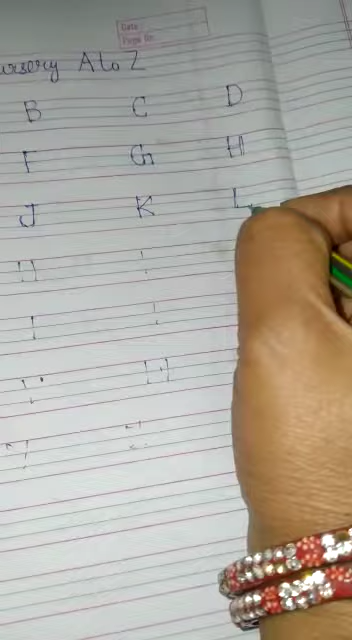 Date
Page No.
ursery A to Z
B C D
F G H
J K L